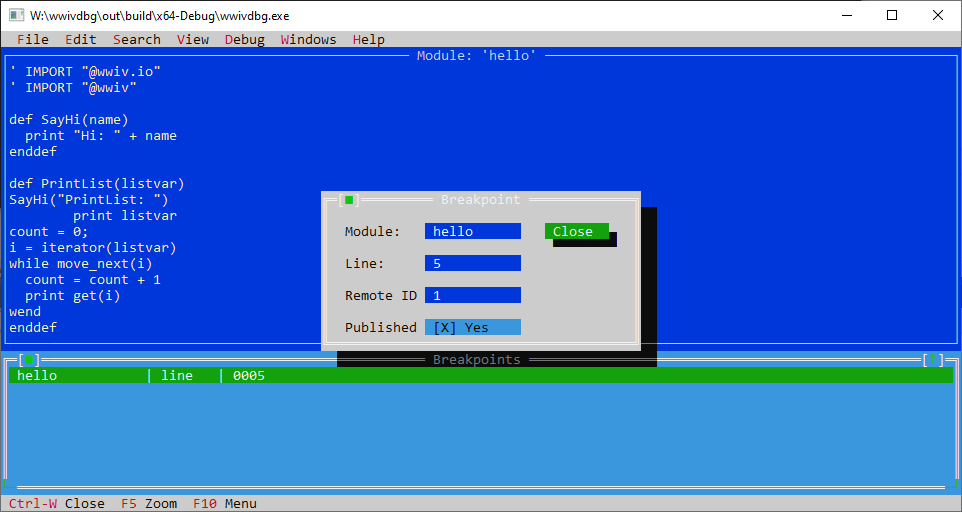 W:\wwivdbg\out\build\x64-Debug\wwivdbg.exe
File Edit Search View Debug Windows Help
Module: 'hello'
' IMPORT "@wwiv.io"
' IMPORT "@wwiv"
def SayHi(name)
  print "Hi: " + name
enddef
def PrintList(listvar)
SayHi("PrintList: ")
        print listvar
count = 0;
i = iterator(listvar)
while move_next(i)
  count = count + 1
  print get(i)
wend
enddef
Breakpoint
Module: hello Close
Line: 5
Remote ID 1
Published [X] Yes
Breakpoints
hello | line | 0005
Ctrl-W Close F5 Zoom F10 Menu